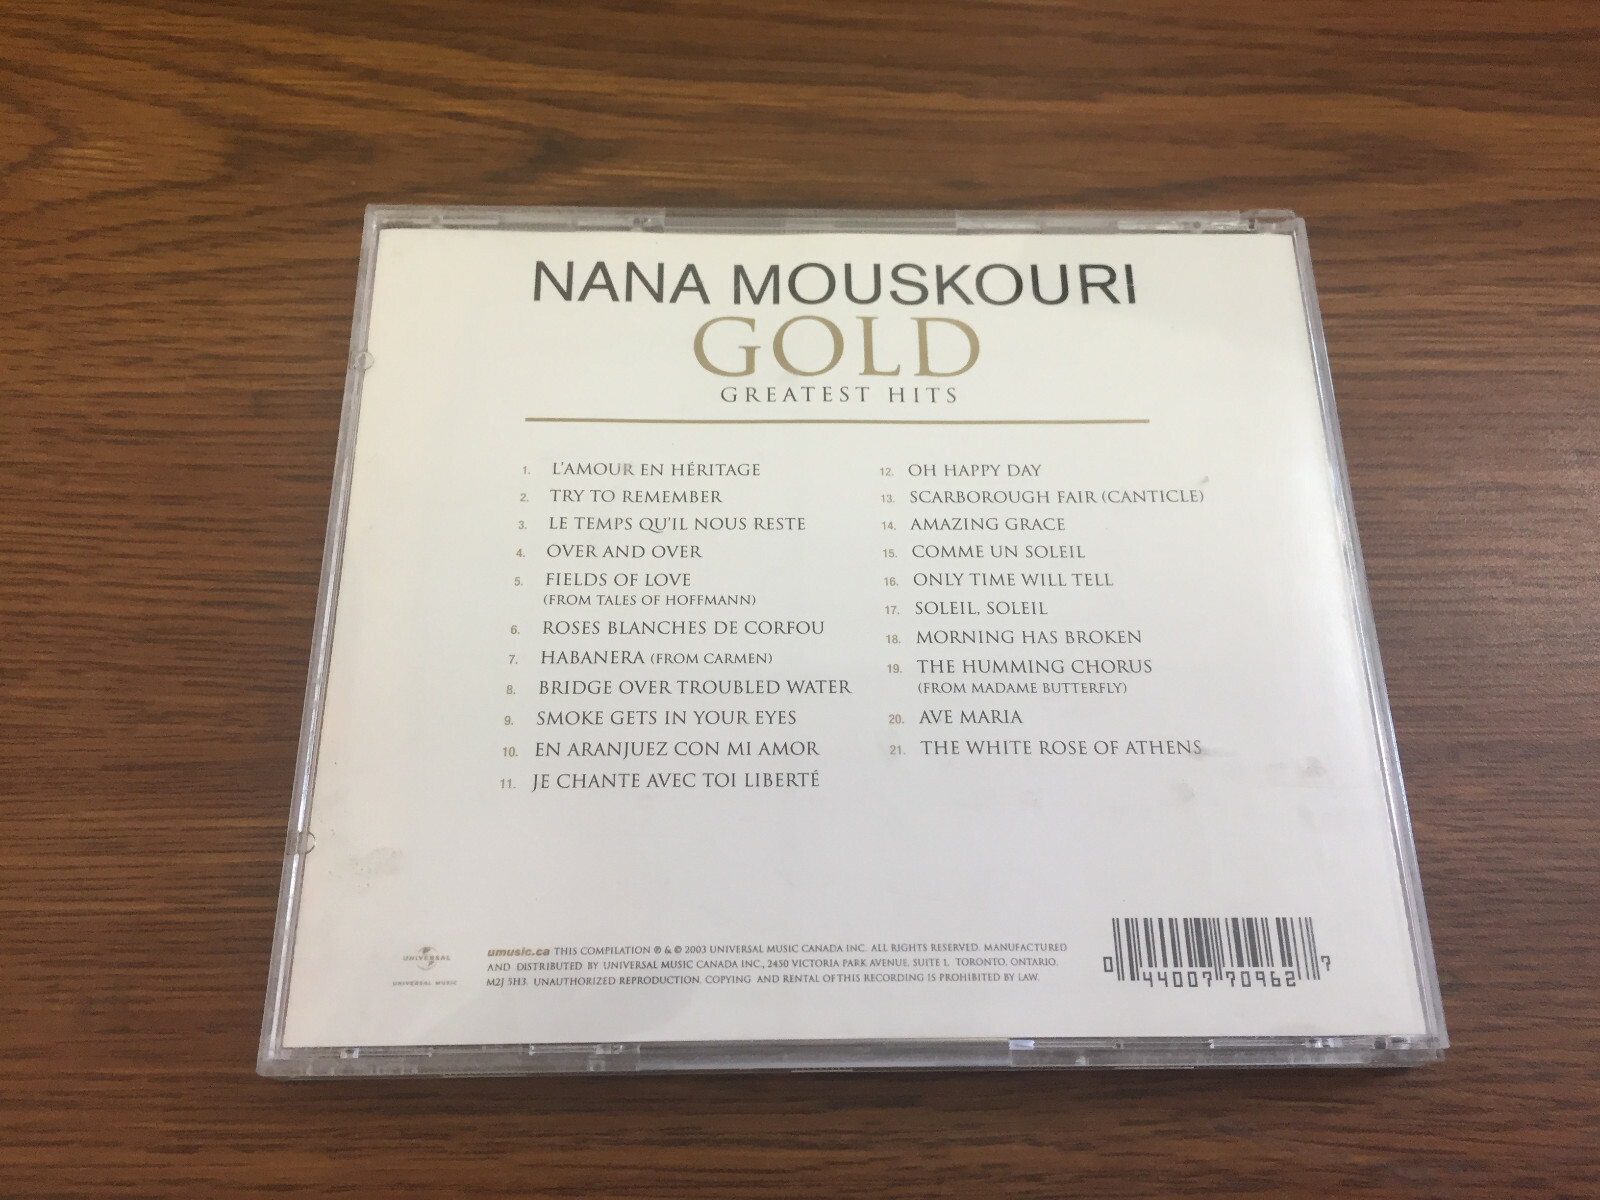 NANA MOUSKOURI
GOLD
GREATEST HITS
1. L'AMOUR EN HÉRITAGE
2. TRY TO REMEMBER
3. LE TEMPS QU'IL NOUS RESTE
4. OVER AND OVER
5. FIELDS OF LOVE
(FROM TALES OF HOFFMANN)
6. ROSES BLANCHES DE CORFOU
7. HABANERA (FROM CARMEN)
8. BRIDGE OVER TROUBLED WATER
9. SMOKE GETS IN YOUR EYES
10. EN ARANJUEZ CON MI AMOR
11. JE CHANTE AVEC TOI LIBERTÉ
12. OH HAPPY DAY
13. SCARBOROUGH FAIR (CANTICLE)
14. AMAZING GRACE
15. COMME UN SOLEIL
16. ONLY TIME WILL TELL
17. SOLEIL, SOLEIL
18. MORNING HAS BROKEN
19. THE HUMMING CHORUS
(FROM MADAME BUTTERFLY)
20. AVE MARIA
21. THE WHITE ROSE OF ATHENS
UNIVERSAL
UNIVERSAL MUSIC
umusic.ca THIS COMPILATION ℗ & © 2003 UNIVERSAL MUSIC CANADA INC. ALL RIGHTS RESERVED. MANUFACTURED
AND DISTRIBUTED BY UNIVERSAL MUSIC CANADA INC., 2450 VICTORIA PARK AVENUE, SUITE 1, TORONTO, ONTARIO,
M2J 5H3. UNAUTHORIZED REPRODUCTION, COPYING AND RENTAL OF THIS RECORDING IS PROHIBITED BY LAW.
0 44007 70962 7